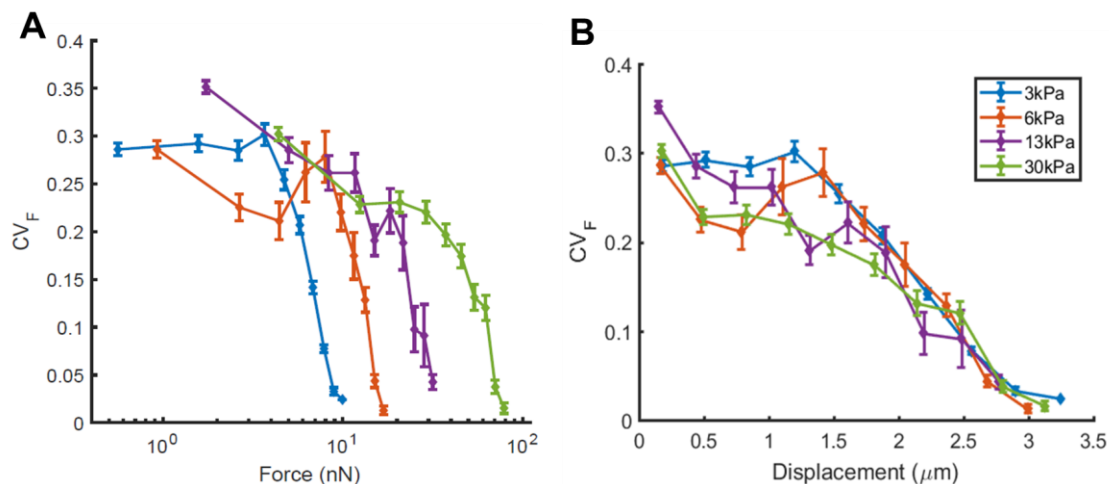 A
0.4
0.35
0.3
0.25
0.2
0.15
0.1
0.05
0
CV_F
10^0
10^1
10^2
Force (nN)
B
0.4
0.3
0.2
0.1
0
CV_F
0
0.5
1
1.5
2
2.5
3
3.5
Displacement (μm)
3kPa
6kPa
13kPa
30kPa